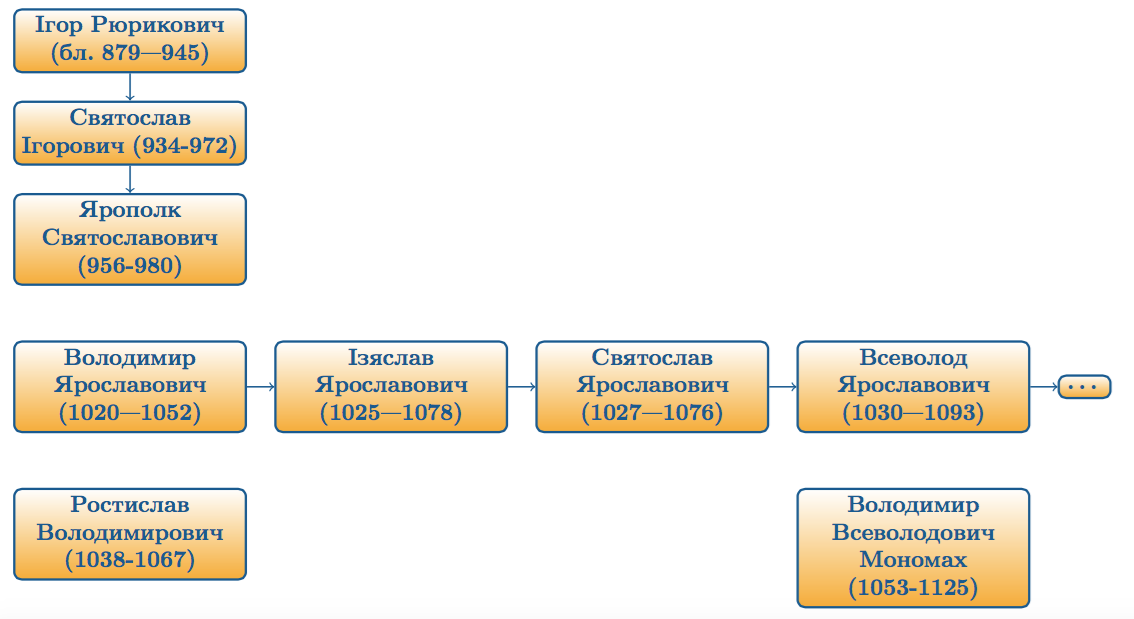 Ігор Рюрикович
(бл. 879—945)
Святослав
Ігорович (934-972)
Ярополк
Святославович
(956-980)
Володимир
Ярославович
(1020—1052)
Ізяслав
Ярославович
(1025—1078)
Святослав
Ярославович
(1027—1076)
Всеволод
Ярославович
(1030—1093)
...
Ростислав
Володимирович
(1038-1067)
Володимир
Всеволодович
Мономах
(1053-1125)